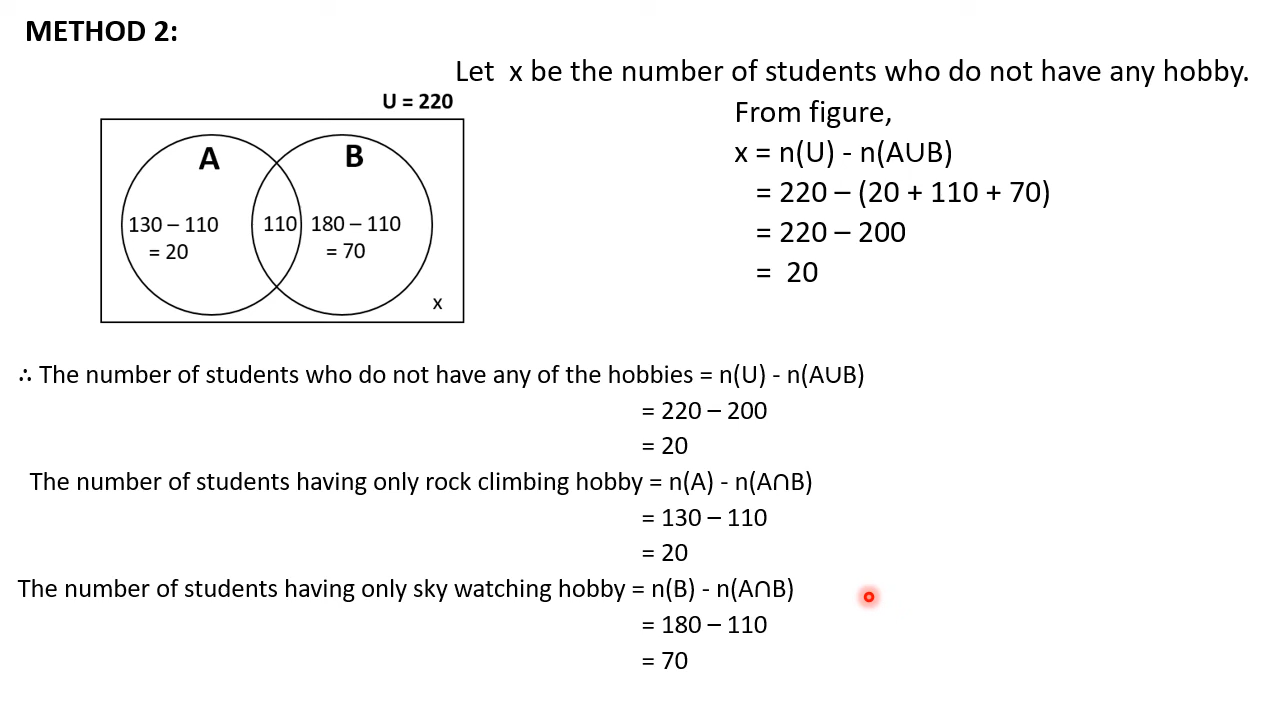 METHOD 2:
Let  x be the number of students who do not have any hobby.
U = 220
From figure,
x = n(U) - n(A∪B)
= 220 – (20 + 110 + 70)
= 220 – 200
=  20
A
B
130 – 110
= 20
110
180 – 110
= 70
x
∴ The number of students who do not have any of the hobbies = n(U) - n(A∪B)
= 220 – 200
= 20
The number of students having only rock climbing hobby = n(A) - n(A∩B)
= 130 – 110
= 20
The number of students having only sky watching hobby = n(B) - n(A∩B)
= 180 – 110
= 70